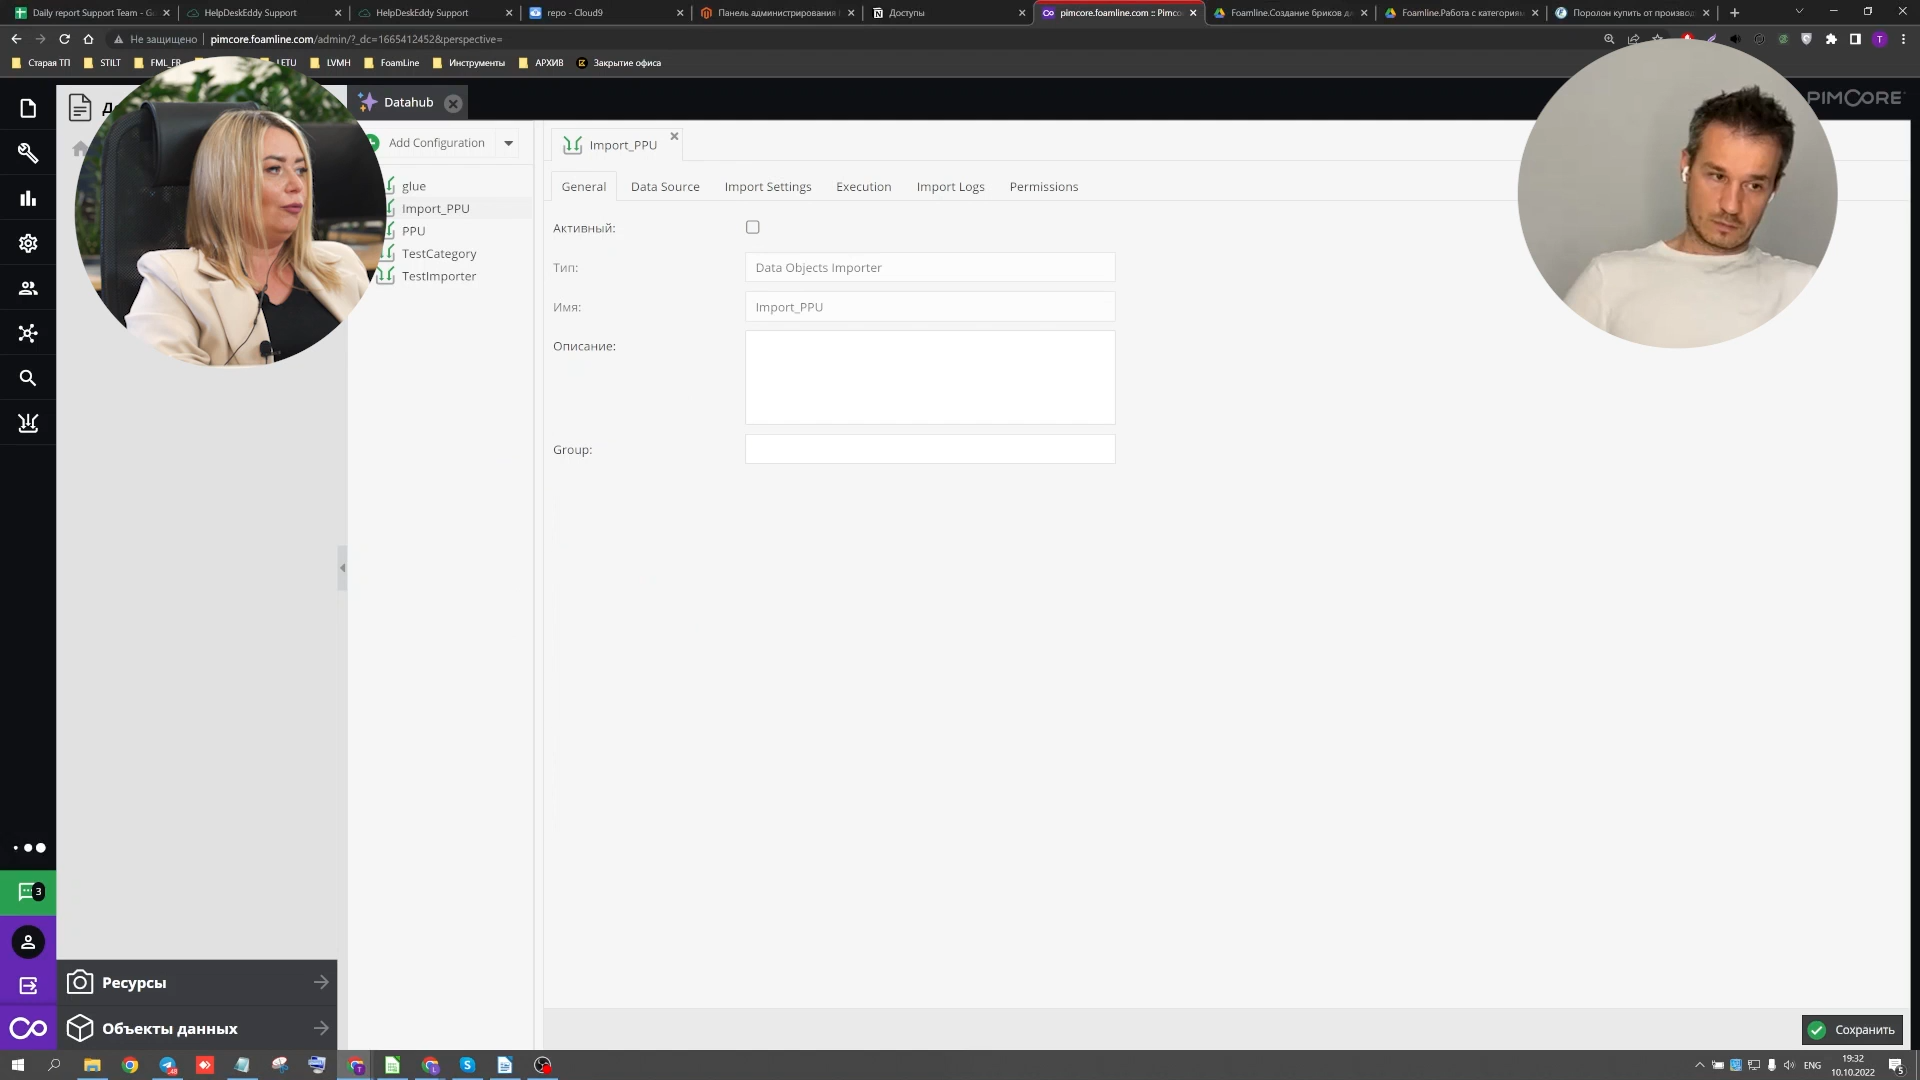 Daily report Support Team - G
HelpDeskEddy Support
HelpDeskEddy Support
repo - Cloud9
Панель администрирования
Доступы
pimcore.foamline.com :: Pimco
Foamline.Создание бриков д
Foamline.Работа с категориям
Поролон купить от производ
Не защищено
pimcore.foamline.com/admin/?_dc=1665412452&perspective=
T
Старая ТП
STILT
FML_FR
LETU
LVMH
FoamLine
Инструменты
АРХИВ
Закрытие офиса
Datahub
PIMCORE
Add Configuration
glue
Import_PPU
PPU
TestCategory
TestImporter
Import_PPU
General
Data Source
Import Settings
Execution
Import Logs
Permissions
Активный:
Тип:
Data Objects Importer
Имя:
Import_PPU
Описание:
Group:
3
Ресурсы
Объекты данных
Сохранить
ENG
19:32
10.10.2022
5